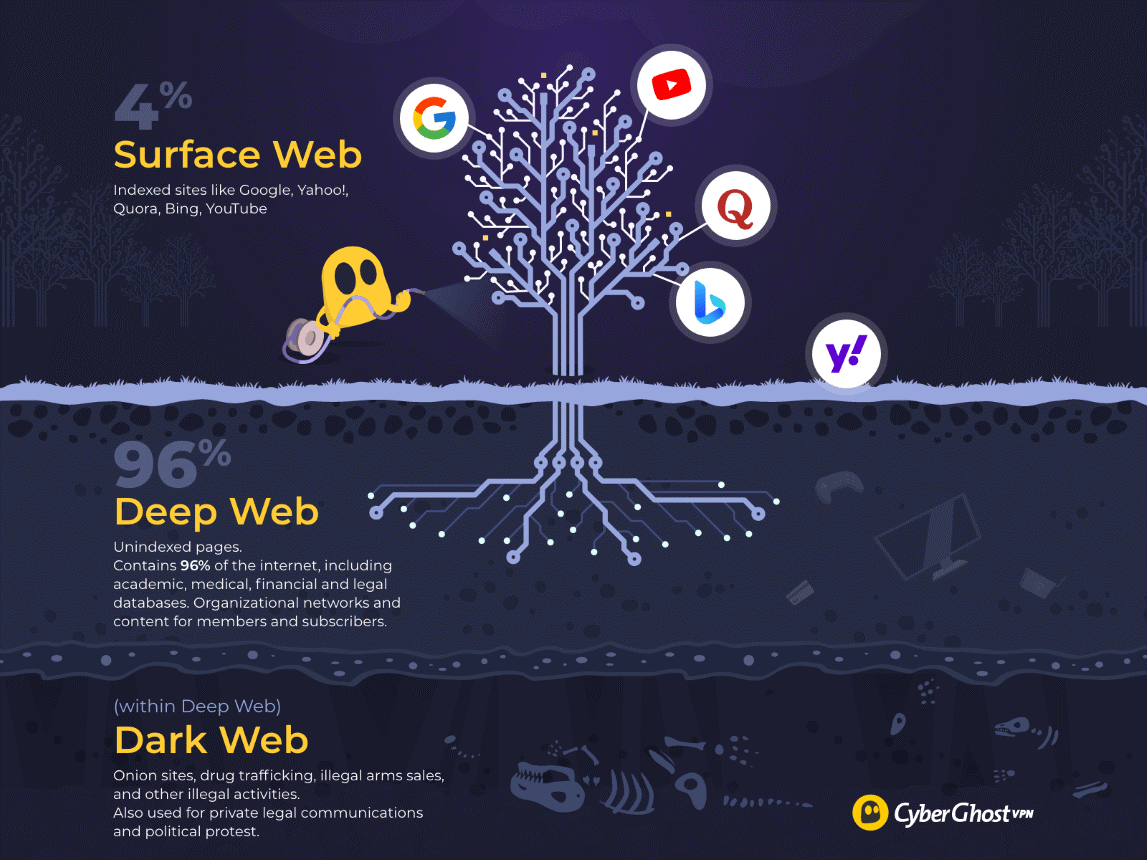 4%
Surface Web
Indexed sites like Google, Yahoo!,
Quora, Bing, YouTube
G
Q
b
y!
96%
Deep Web
Unindexed pages.
Contains 96% of the internet, including
academic, medical, financial and legal
databases. Organizational networks and
content for members and subscribers.
(within Deep Web)
Dark Web
Onion sites, drug trafficking, illegal arms sales,
and other illegal activities.
Also used for private legal communications
and political protest.
CyberGhost VPN